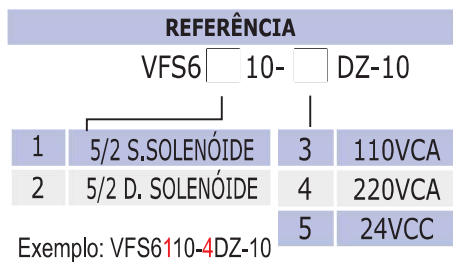 REFERÊNCIA
VFS6 10- DZ-10
1 5/2 S.SOLENÓIDE 3 110VCA
2 5/2 D. SOLENÓIDE 4 220VCA
5 24VCC
Exemplo: VFS6110-4DZ-10